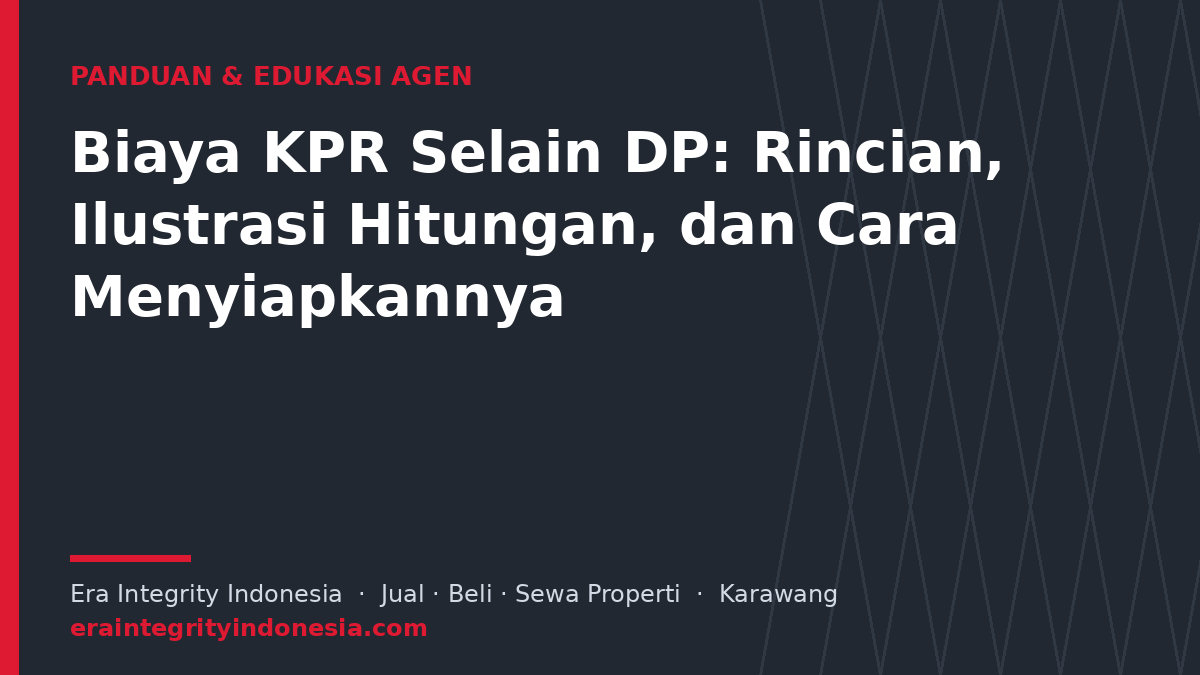 PANDUAN & EDUKASI AGEN
Biaya KPR Selain DP: Rincian,
Ilustrasi Hitungan, dan Cara
Menyiapkannya
Era Integrity Indonesia · Jual · Beli · Sewa Properti · Karawang
eraintegrityindonesia.com